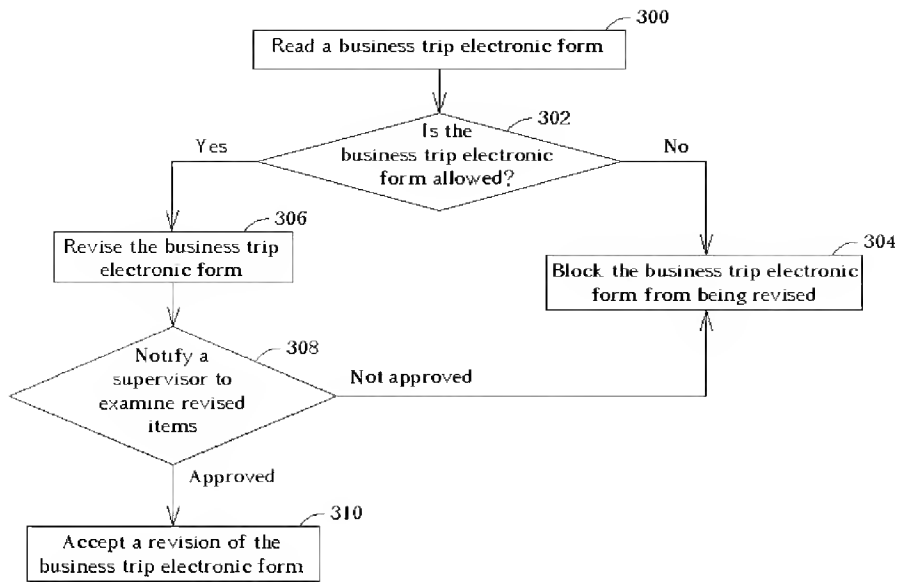 300
Read a business trip electronic form
302
Is the
business trip electronic
form allowed?
Yes
No
306
Revise the business trip
electronic form
304
Block the business trip electronic
form from being revised
308
Notify a
supervisor to
examine revised
items
Not approved
Approved
310
Accept a revision of the
business trip electronic form